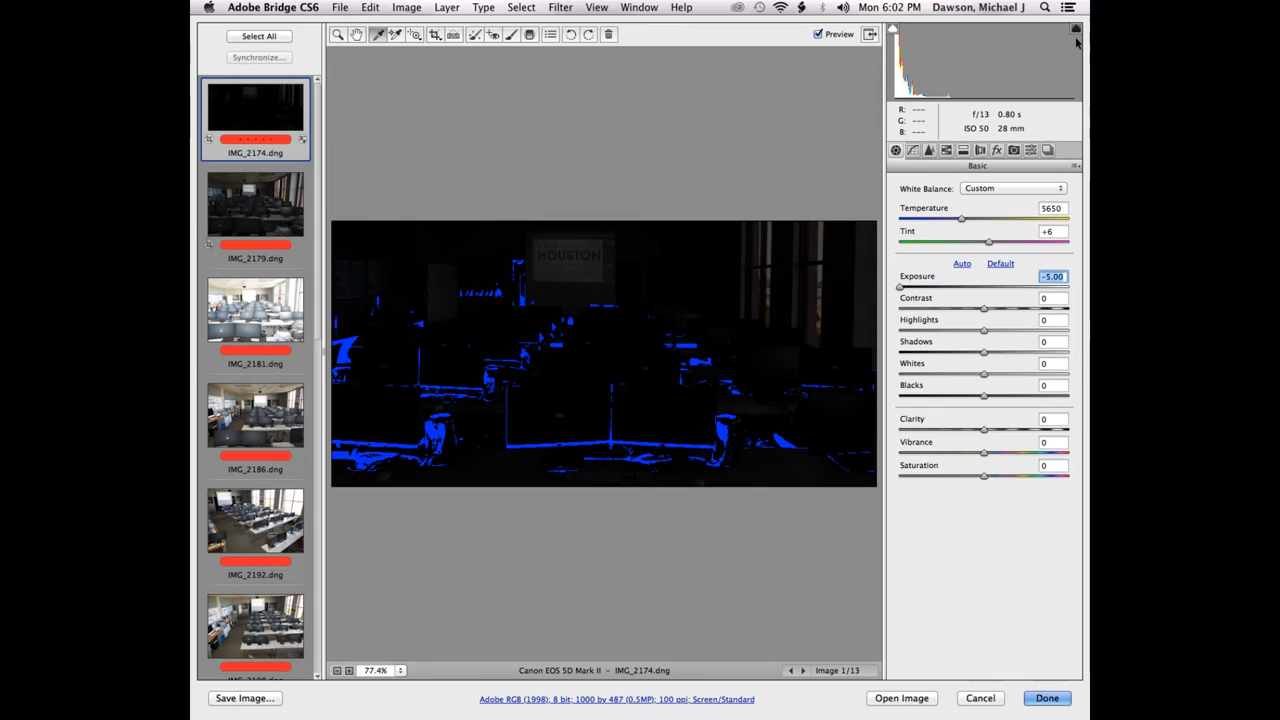 Adobe Bridge CS6 File Edit Image Layer Type Select Filter View Window Help Mon 6:02 PM Dawson, Michael J
Select All
Synchronize...
Preview
IMG_2174.dng
IMG_2179.dng
IMG_2181.dng
IMG_2186.dng
IMG_2192.dng
HOUSTON
R: ---
G: ---
B: ---
f/13 0.80 s
ISO 50 28 mm
Basic
White Balance: Custom
Temperature 5650
Tint +6
Auto Default
Exposure -5.00
Contrast 0
Highlights 0
Shadows 0
Whites 0
Blacks 0
Clarity 0
Vibrance 0
Saturation 0
77.4% Canon EOS 5D Mark II - IMG_2174.dng Image 1/13
Save Image... Adobe RGB (1998); 8 bit; 1000 by 487 (0.5MP); 100 ppi; Screen/Standard Open Image Cancel Done